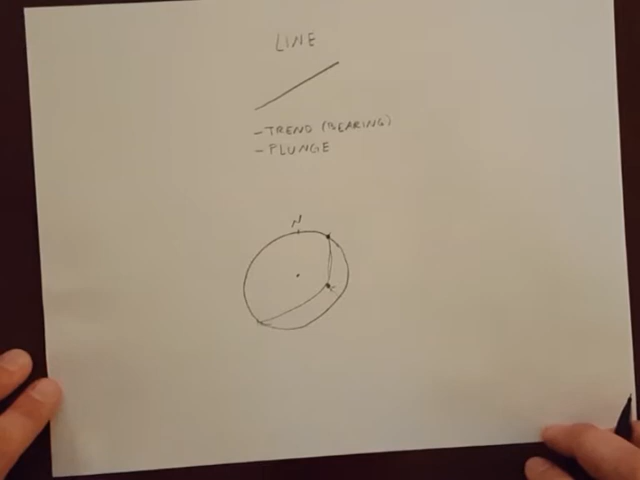 LINE
- TREND (BEARING)
- PLUNGE
N